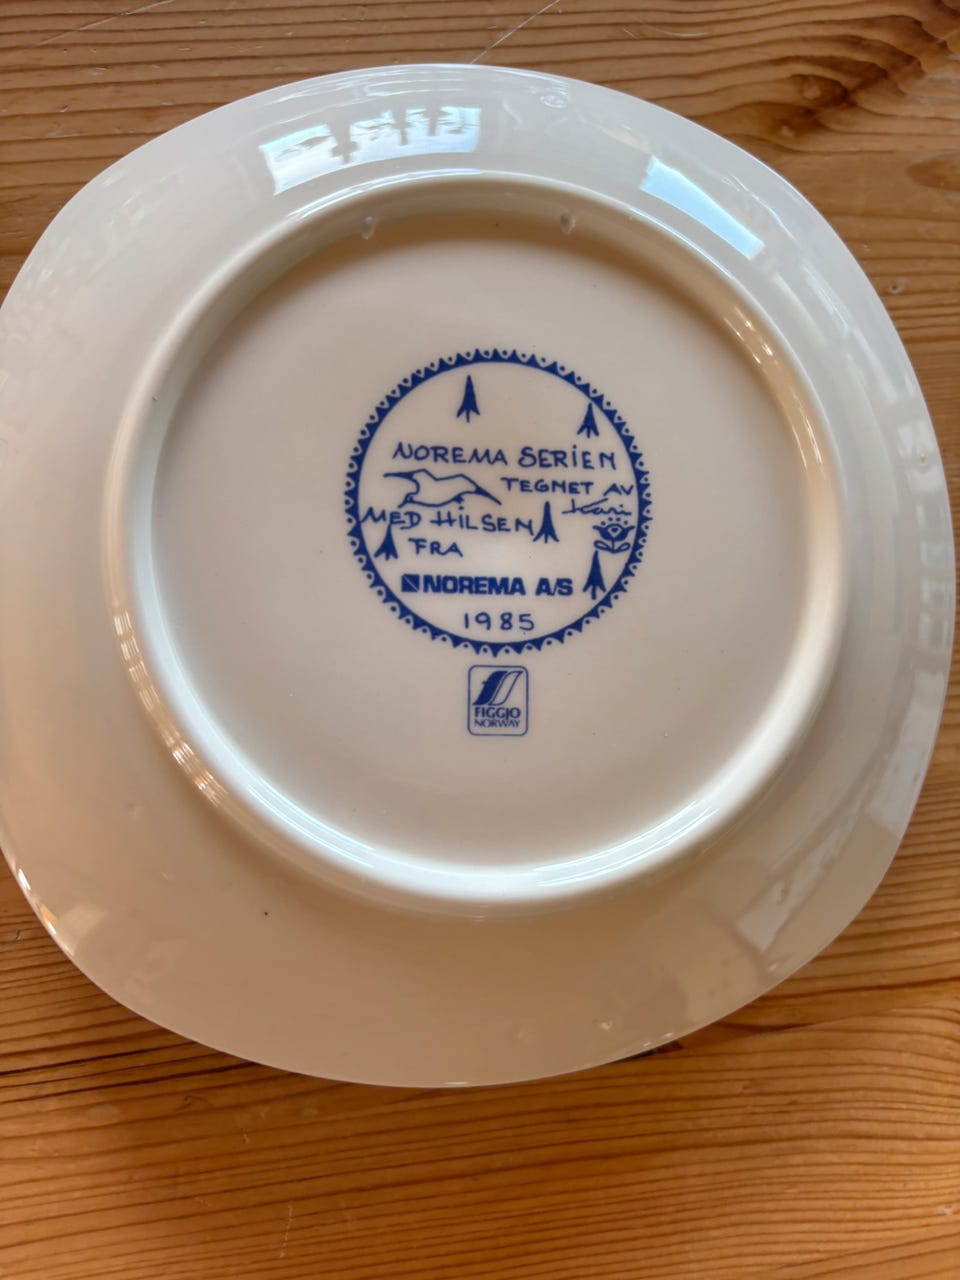 NOREMA SERIEN
TEGNET AV
Kari
MED HILSEN
FRA
NOREMA A/S
1985
FIGGJO
NORWAY